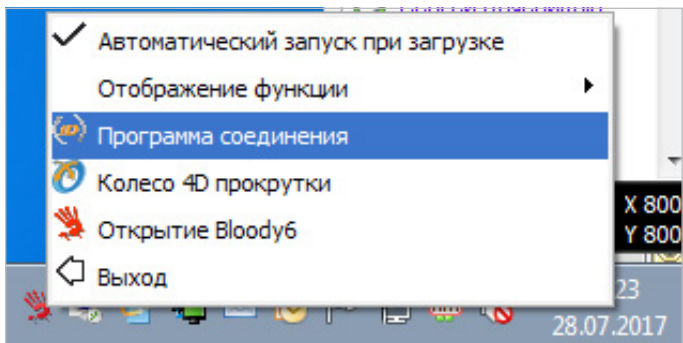 Автоматический запуск при загрузке
Отображение функции
Программа соединения
Колесо 4D прокрутки
X 800
Открытие Bloody6
Y 800
Выход
23
28.07.2017